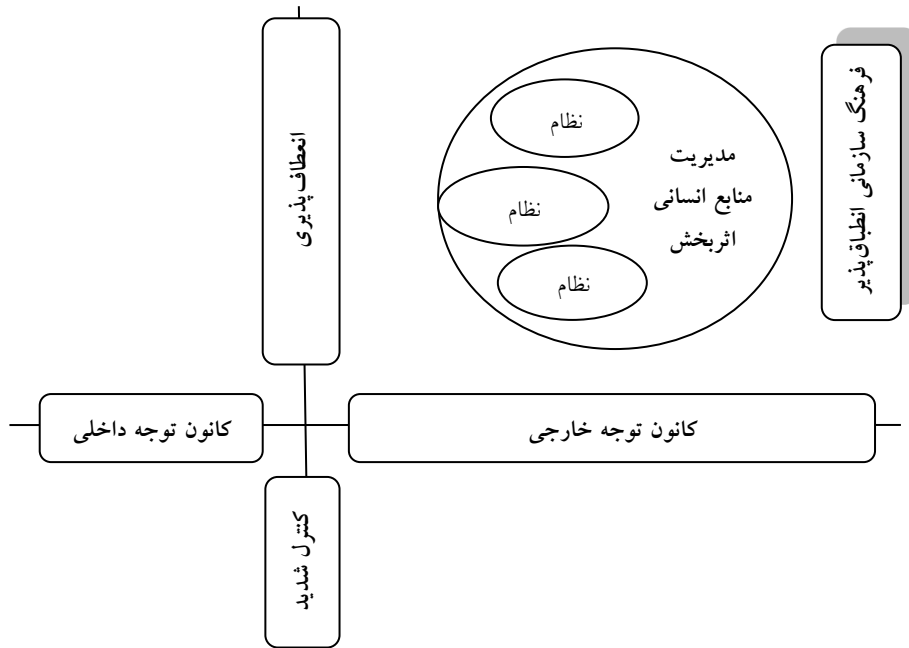 فرهنگ سازمانی انطباق‌پذیر
مدیریت
منابع انسانی
اثربخش
نظام
نظام
نظام
انعطاف‌پذیری
کانون توجه خارجی
کانون توجه داخلی
کنترل شدید